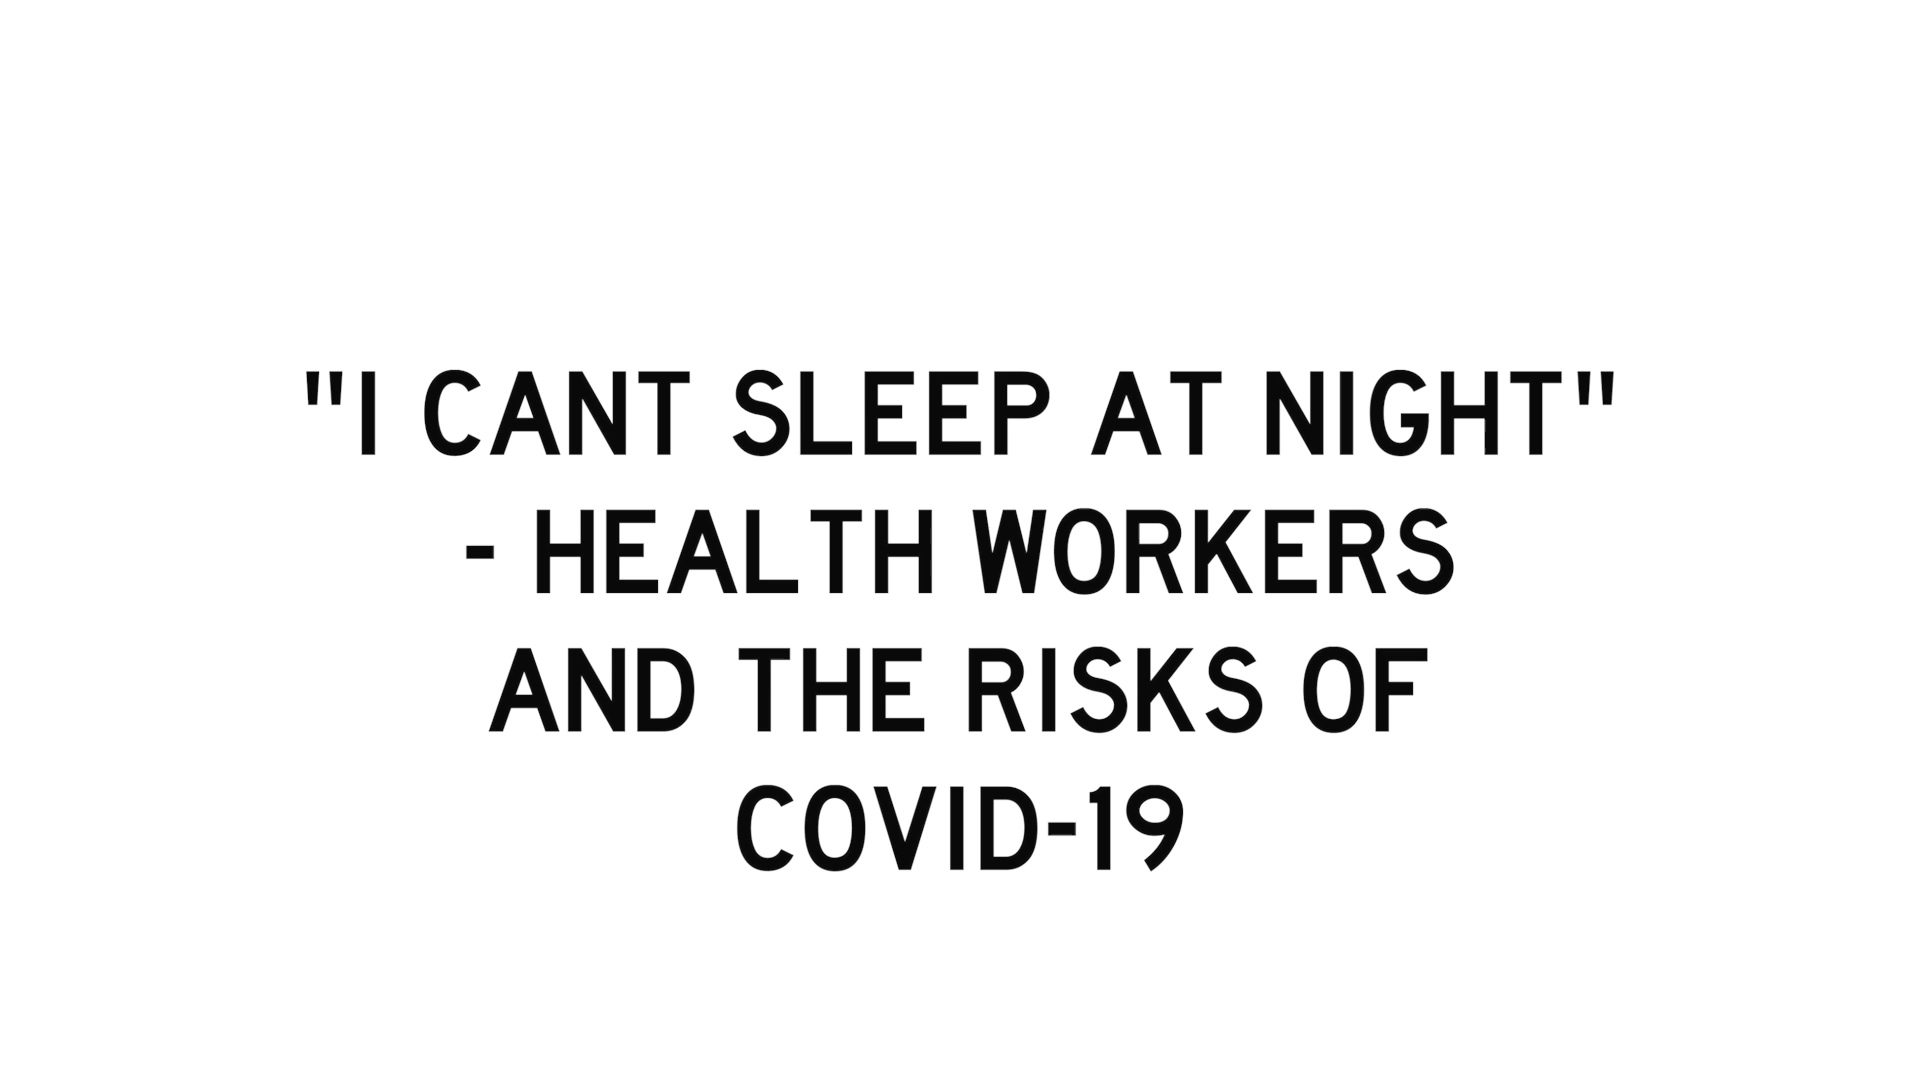 "I CANT SLEEP AT NIGHT"
- HEALTH WORKERS
AND THE RISKS OF
COVID-19